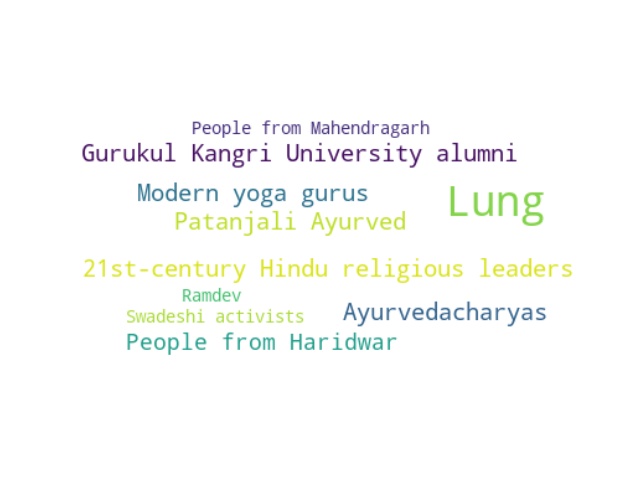 People from Mahendragarh
Gurukul Kangri University alumni
Modern yoga gurus
Lung
Patanjali Ayurved
21st-century Hindu religious leaders
Ramdev
Swadeshi activists
Ayurvedacharyas
People from Haridwar